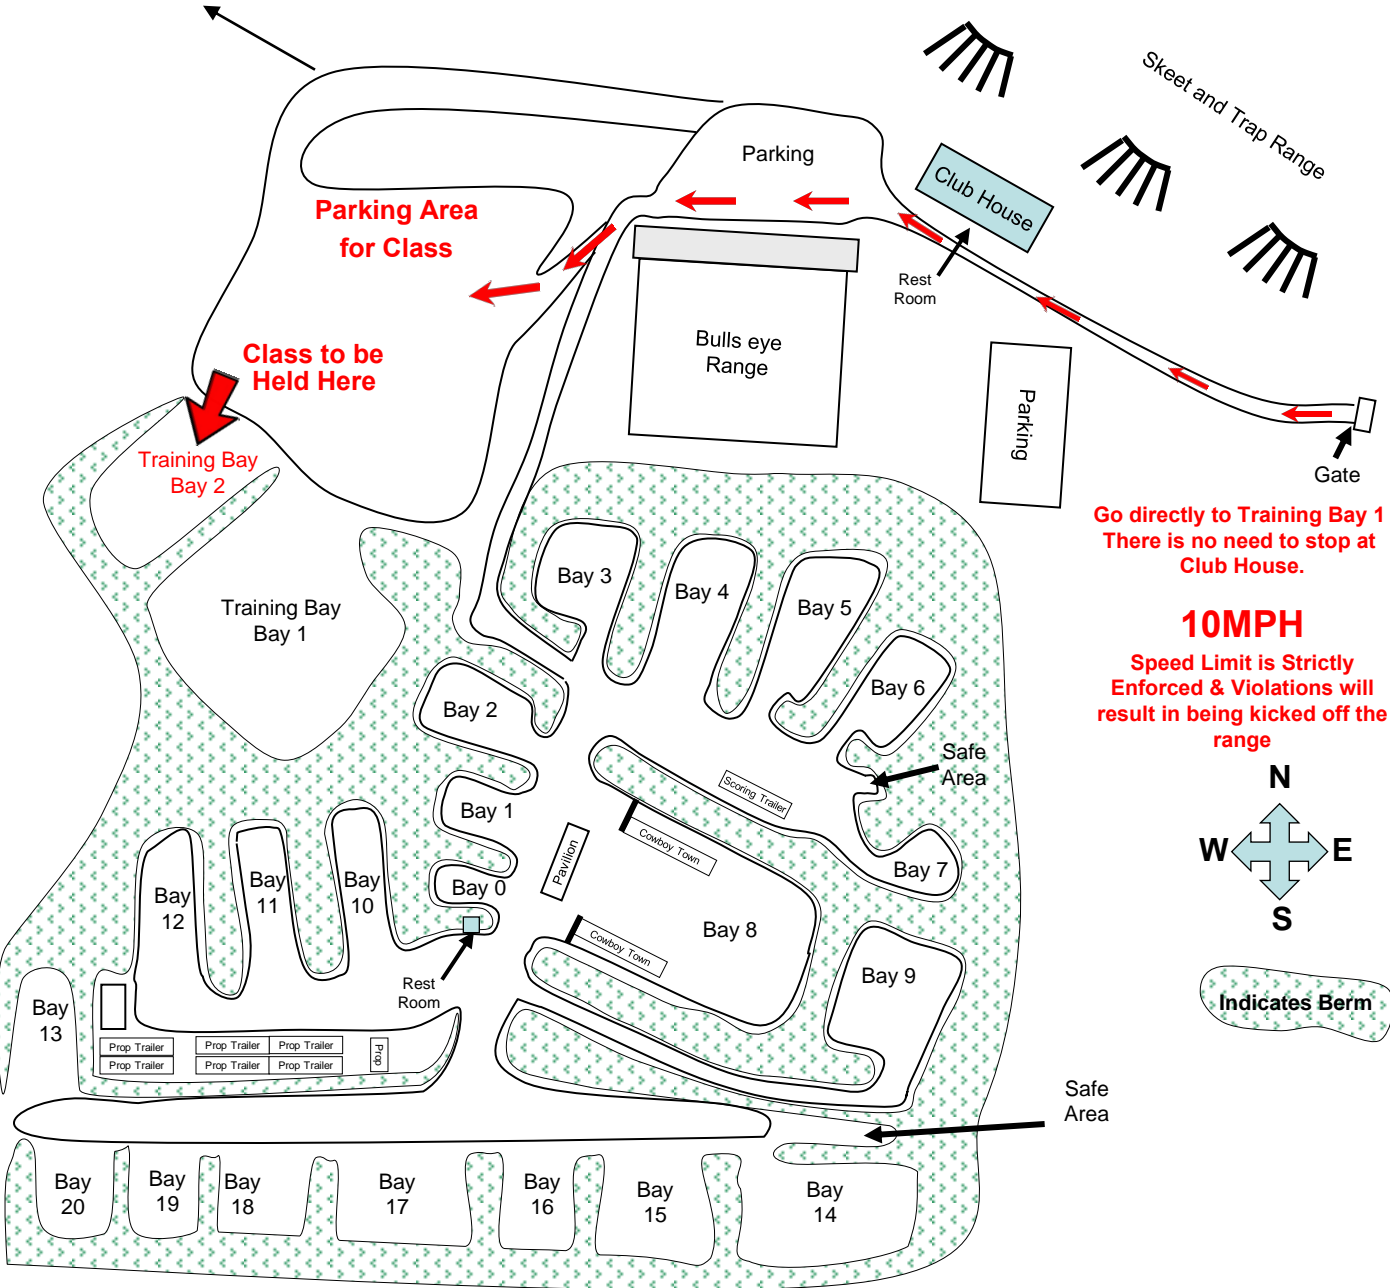 Skeet and Trap Range
Parking
Club House
Parking Area
for Class
Rest
Room
Bulls eye
Range
Class to be
Held Here
Parking
Gate
Training Bay
Bay 2
Go directly to Training Bay 1
There is no need to stop at
Club House.
10MPH
Speed Limit is Strictly
Enforced & Violations will
result in being kicked off the
range
Bay 3
Bay 4
Bay 5
Training Bay
Bay 1
Bay 6
Bay 2
Safe
Area
Scoring Trailer
N
W
E
S
Bay 1
Cowboy Town
Pavilion
Bay 7
Bay 0
Bay
12
Bay
11
Bay
10
Bay 8
Cowboy Town
Bay 9
Rest
Room
Indicates Berm
Bay
13
Prop Trailer
Prop Trailer
Prop Trailer
Prop
Prop Trailer
Prop Trailer
Prop Trailer
Safe
Area
Bay
20
Bay
19
Bay
18
Bay
17
Bay
16
Bay
15
Bay
14